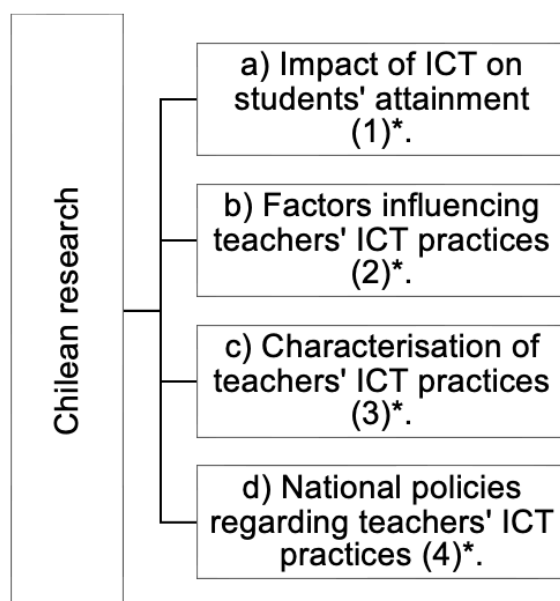 Chilean research
a) Impact of ICT on
students' attainment
(1)*.
b) Factors influencing
teachers' ICT practices
(2)*.
c) Characterisation of
teachers' ICT practices
(3)*.
d) National policies
regarding teachers' ICT
practices (4)*.